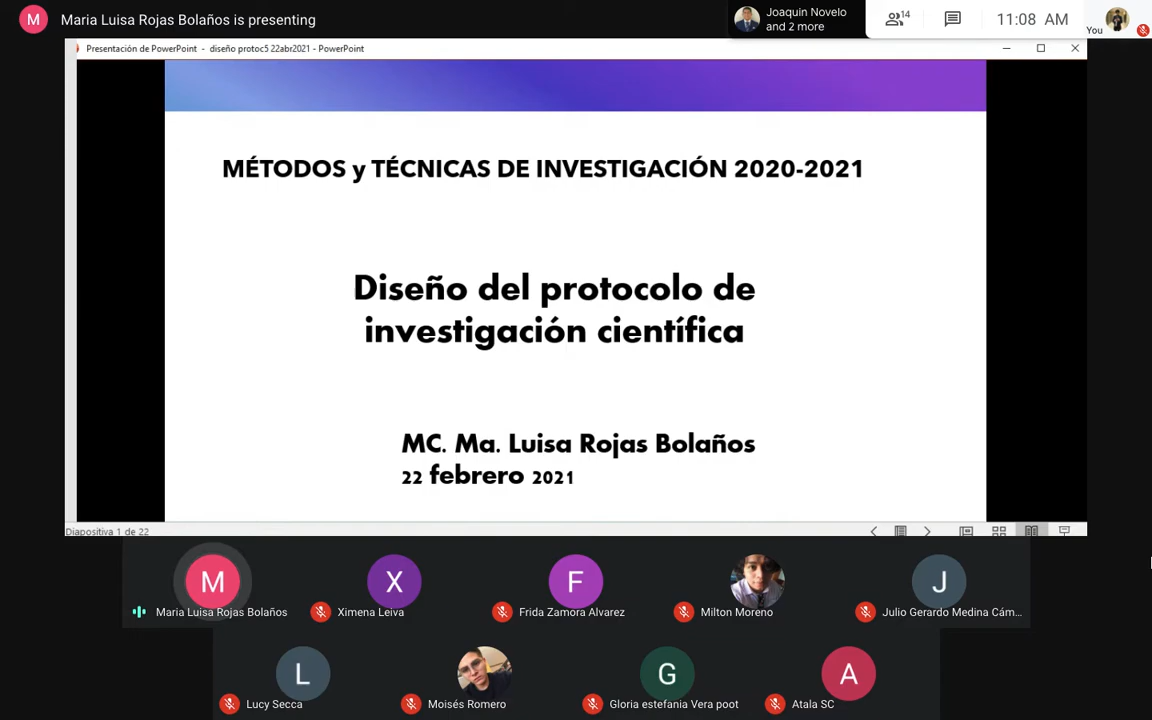 M
Maria Luisa Rojas Bolaños is presenting
Joaquin Novelo
and 2 more
14
11:08 AM
You
Presentación de PowerPoint - diseño protoc5 22abr2021 - PowerPoint
MÉTODOS y TÉCNICAS DE INVESTIGACIÓN 2020-2021
Diseño del protocolo de
investigación científica
MC. Ma. Luisa Rojas Bolaños
22 febrero 2021
Diapositiva 1 de 22
M
X
F
J
Maria Luisa Rojas Bolaños
Ximena Leiva
Frida Zamora Alvarez
Milton Moreno
Julio Gerardo Medina Cám...
L
G
A
Lucy Secca
Moisés Romero
Gloria estefania Vera poot
Atala SC